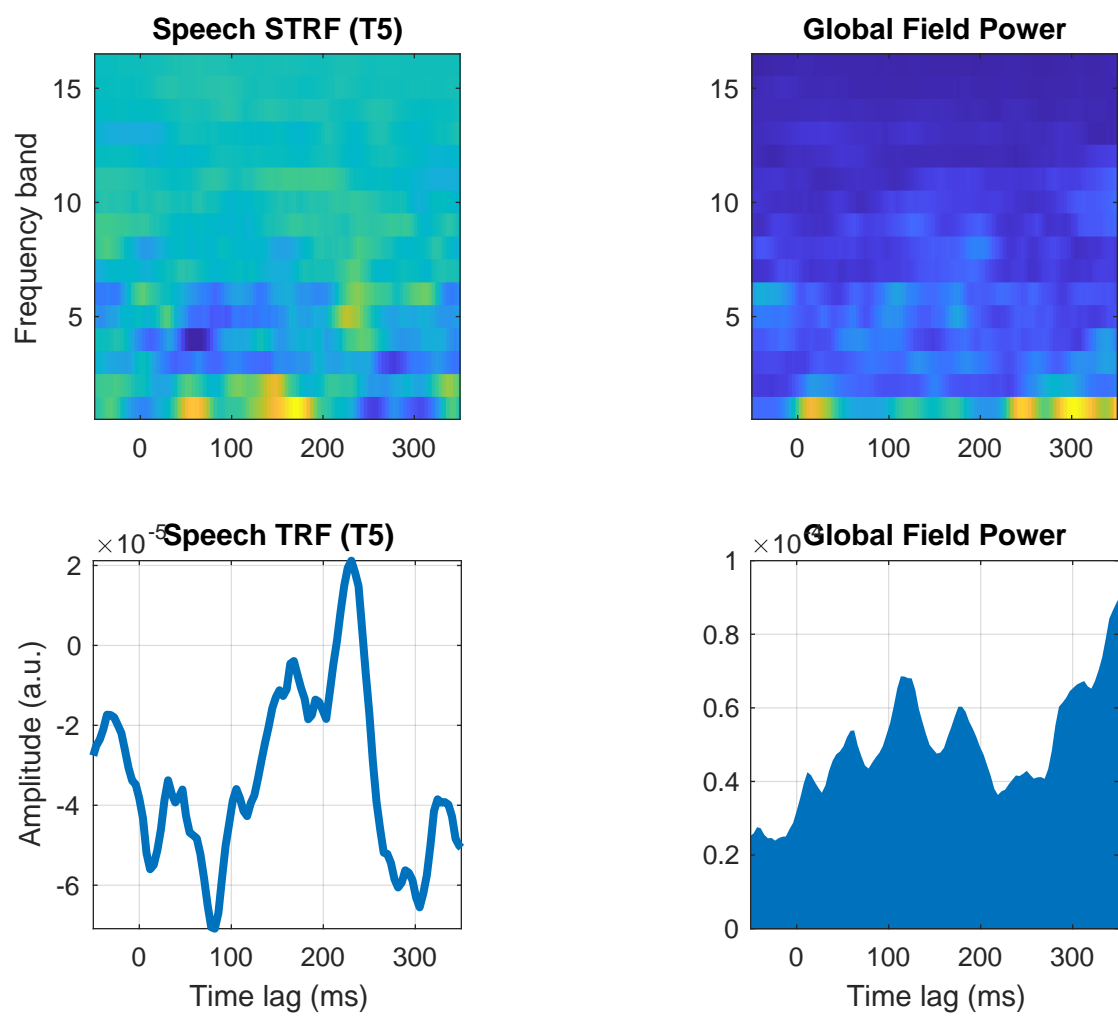 Speech STRF (T5)
Frequency band
15
10
5
0 100 200 300
Global Field Power
15
10
5
0 100 200 300
Speech TRF (T5)
×10^-5
Amplitude (a.u.)
2
0
-2
-4
-6
0 100 200 300
Time lag (ms)
Global Field Power
×10^-4
1
0.8
0.6
0.4
0.2
0
0 100 200 300
Time lag (ms)